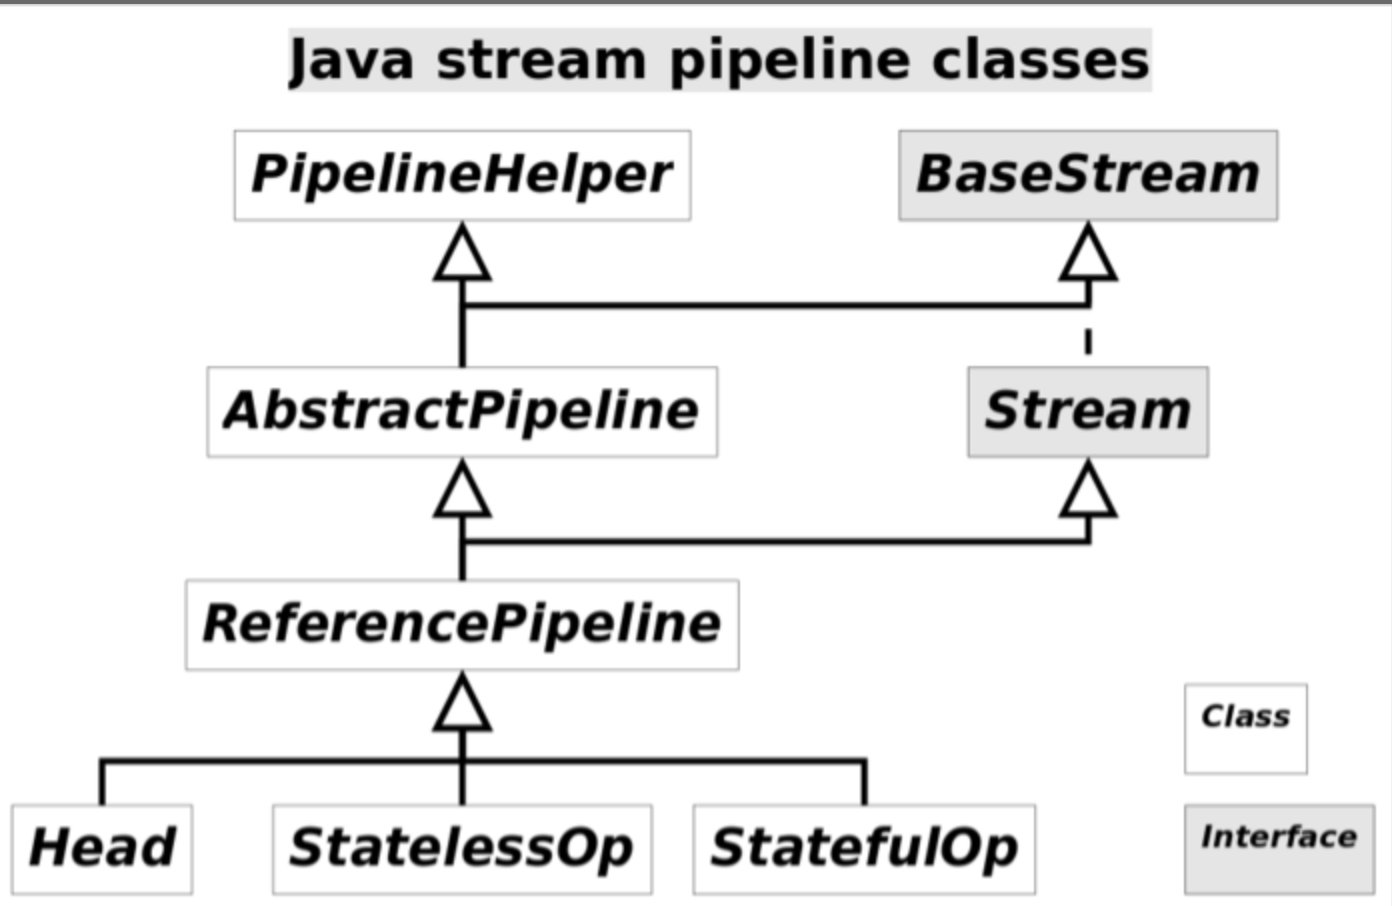 Java stream pipeline classes
PipelineHelper
BaseStream
AbstractPipeline
Stream
ReferencePipeline
Class
Head
StatelessOp
StatefulOp
Interface